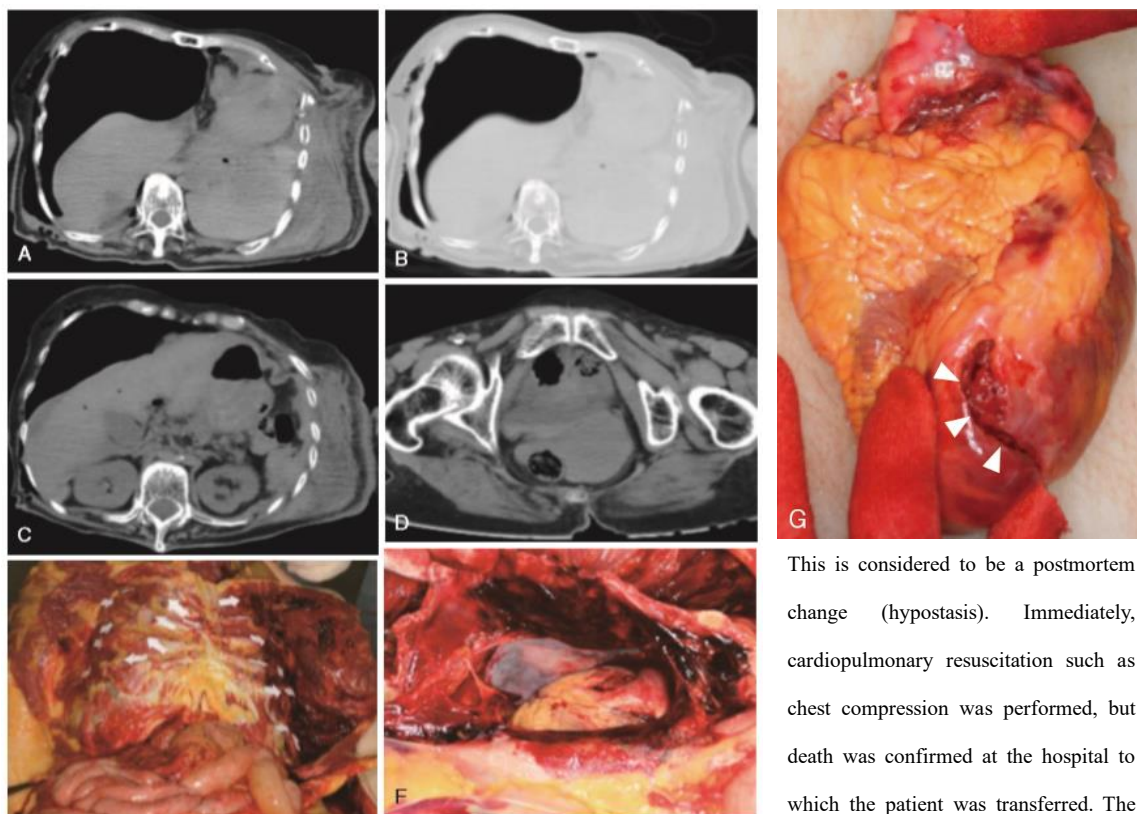 A
B
C
D
F
G
This is considered to be a postmortem
change (hypostasis). Immediately,
cardiopulmonary resuscitation such as
chest compression was performed, but
death was confirmed at the hospital to
which the patient was transferred. The